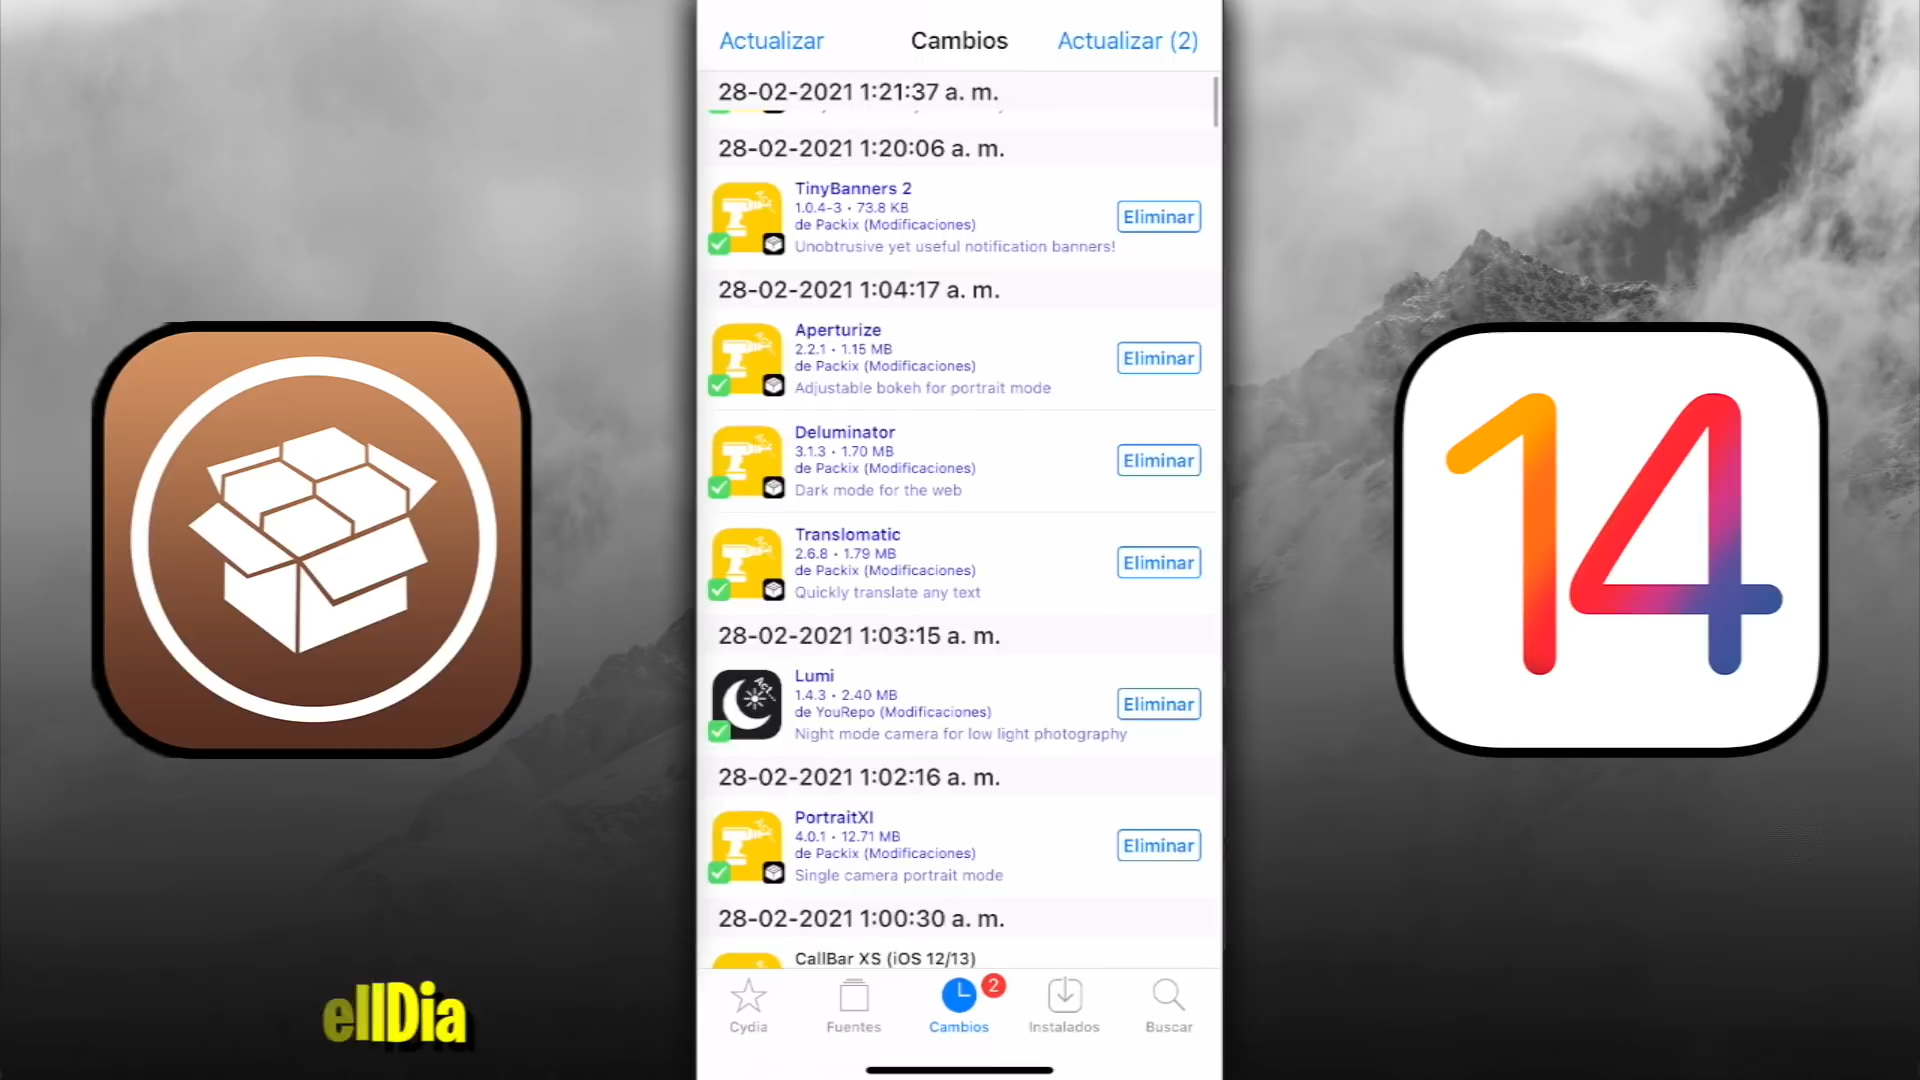 Actualizar
Cambios
Actualizar (2)
28-02-2021 1:21:37 a. m.
28-02-2021 1:20:06 a. m.
TinyBanners 2
1.0.4-3 • 73.8 KB
de Packix (Modificaciones)
Unobtrusive yet useful notification banners!
Eliminar
28-02-2021 1:04:17 a. m.
Aperturize
2.2.1 • 1.15 MB
de Packix (Modificaciones)
Adjustable bokeh for portrait mode
Eliminar
Deluminator
3.1.3 • 1.70 MB
de Packix (Modificaciones)
Dark mode for the web
Eliminar
Translomatic
2.6.8 • 1.79 MB
de Packix (Modificaciones)
Quickly translate any text
Eliminar
28-02-2021 1:03:15 a. m.
Lumi
1.4.3 • 2.40 MB
de YouRepo (Modificaciones)
Night mode camera for low light photography
Eliminar
28-02-2021 1:02:16 a. m.
PortraitXI
4.0.1 • 12.71 MB
de Packix (Modificaciones)
Single camera portrait mode
Eliminar
28-02-2021 1:00:30 a. m.
CallBar XS (iOS 12/13)
Cydia
Fuentes
2
Cambios
Instalados
Buscar
14
ellDia